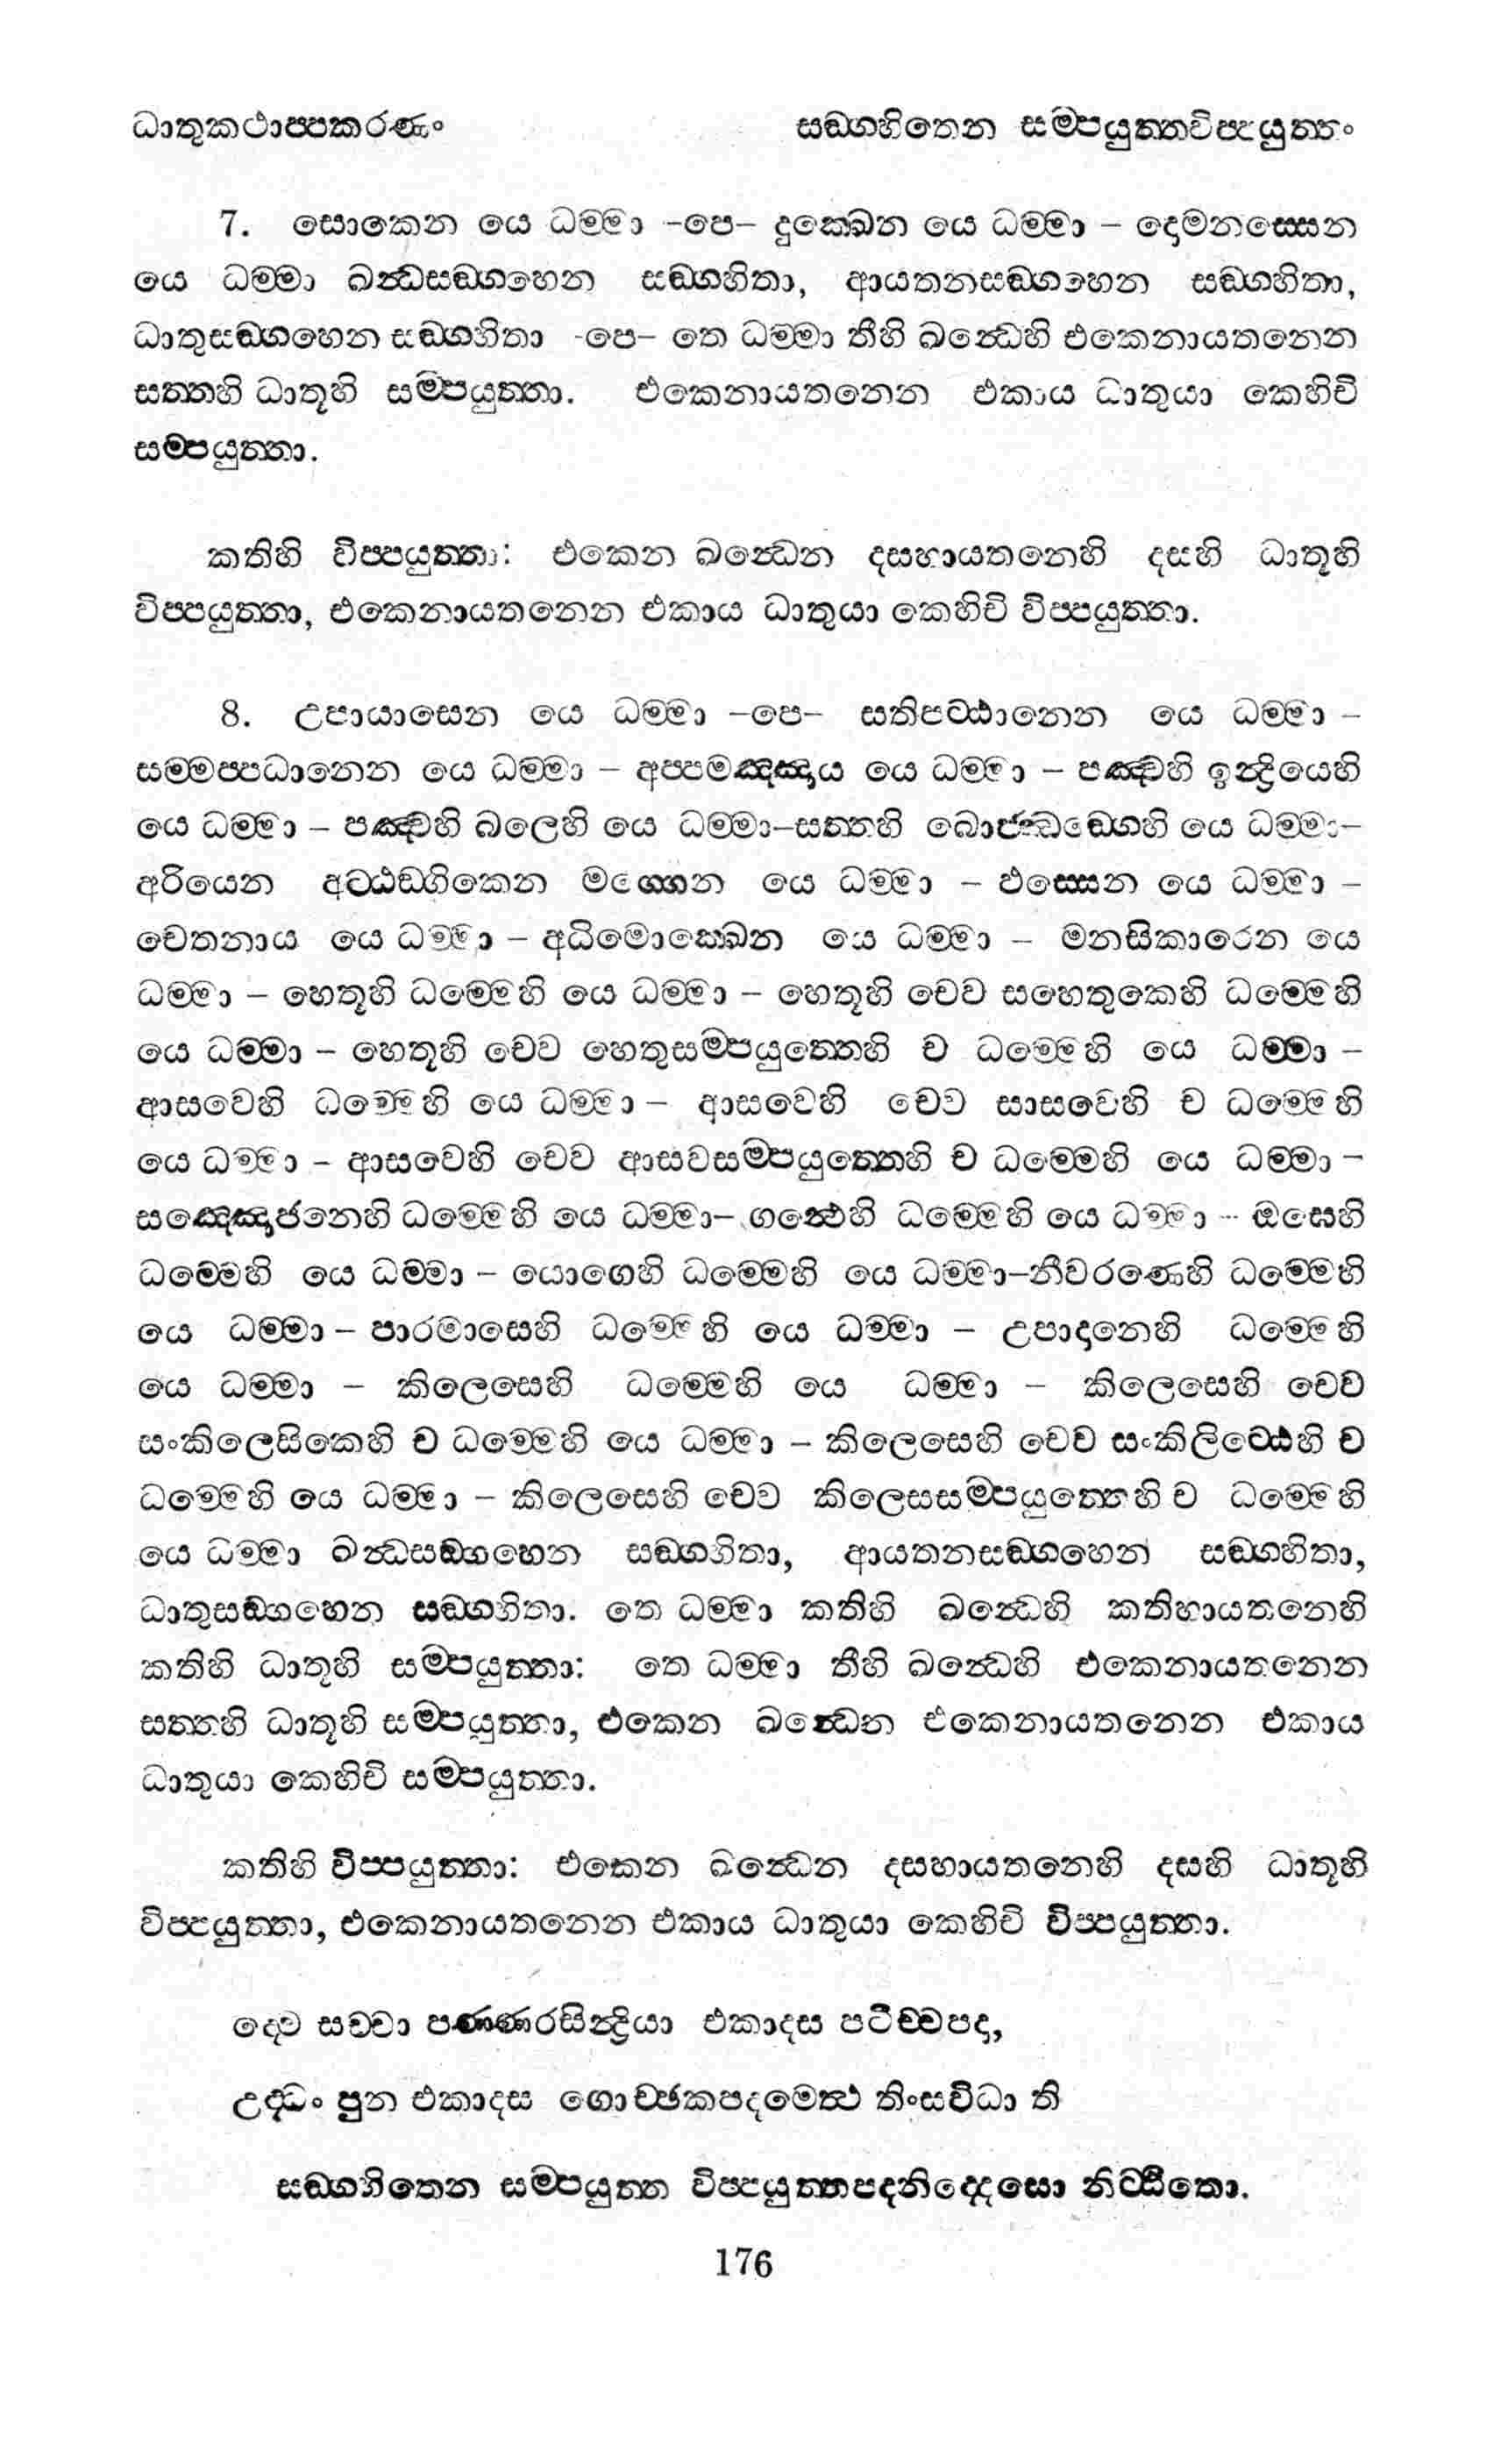 ධාතුකථාප්පකරණං සඞ්ගහිතෙන සම්පයුත්තවිප්පයුත්තං
7. සොකෙන යෙ ධම්මා -පෙ- දුක්ඛෙන යෙ ධම්මා – දොමනස්සෙන
යෙ ධම්මා ඛන්ධසඞ්ගහෙන සඞ්ගහිතා, ආයතනසඞ්ගහෙන සඞ්ගහිතා,
ධාතුසඞ්ගහෙන සඞ්ගහිතා -පෙ- තෙ ධම්මා තීහි ඛන්ධෙහි එකෙනායතනෙන
සත්තහි ධාතූහි සම්පයුත්තා. එකෙනායතනෙන එකාය ධාතුයා කෙහිචි
සම්පයුත්තා.
කතිහි විප්පයුත්තා: එකෙන ඛන්ධෙන දසහායතනෙහි දසහි ධාතූහි
විප්පයුත්තා, එකෙනායතනෙන එකාය ධාතුයා කෙහිචි විප්පයුත්තා.
8. උපායාසෙන යෙ ධම්මා -පෙ- සතිපට්ඨානෙන යෙ ධම්මා –
සම්මප්පධානෙන යෙ ධම්මා – අප්පමඤ්ඤාය යෙ ධම්මා – පඤ්චහි ඉන්ද්‍රියෙහි
යෙ ධම්මා – පඤ්චහි බලෙහි යෙ ධම්මා–සත්තහි බොජ්ඣඞ්ගෙහි යෙ ධම්මා–
අරියෙන අට්ඨඞ්ගිකෙන මග්ගෙන යෙ ධම්මා – ඵස්සෙන යෙ ධම්මා –
චෙතනාය යෙ ධම්මා – අධිමොක්ඛෙන යෙ ධම්මා – මනසිකාරෙන යෙ
ධම්මා – හෙතූහි ධම්මෙහි යෙ ධම්මා – හෙතූහි චෙව සහෙතුකෙහි ධම්මෙහි
යෙ ධම්මා – හෙතූහි චෙව හෙතුසම්පයුත්තෙහි ච ධම්මෙහි යෙ ධම්මා –
ආසවෙහි ධම්මෙහි යෙ ධම්මා – ආසවෙහි චෙව සාසවෙහි ච ධම්මෙහි
යෙ ධම්මා – ආසවෙහි චෙව ආසවසම්පයුත්තෙහි ච ධම්මෙහි යෙ ධම්මා –
සඤ්ඤොජනෙහි ධම්මෙහි යෙ ධම්මා– ගන්ථෙහි ධම්මෙහි යෙ ධම්මා – ඔඝෙහි
ධම්මෙහි යෙ ධම්මා – යොගෙහි ධම්මෙහි යෙ ධම්මා–නීවරණෙහි ධම්මෙහි
යෙ ධම්මා – පාරමාසෙහි ධම්මෙහි යෙ ධම්මා – උපාදානෙහි ධම්මෙහි
යෙ ධම්මා – කිලෙසෙහි ධම්මෙහි යෙ ධම්මා – කිලෙසෙහි චෙව
සංකිලෙසිකෙහි ච ධම්මෙහි යෙ ධම්මා – කිලෙසෙහි චෙව සංකිලිට්ඨෙහි ච
ධම්මෙහි යෙ ධම්මා – කිලෙසෙහි චෙව කිලෙසසම්පයුත්තෙහි ච ධම්මෙහි
යෙ ධම්මා ඛන්ධසඞ්ගහෙන සඞ්ගහිතා, ආයතනසඞ්ගහෙන සඞ්ගහිතා,
ධාතුසඞ්ගහෙන සඞ්ගහිතා. තෙ ධම්මා කතිහි ඛන්ධෙහි කතිහායතනෙහි
කතිහි ධාතූහි සම්පයුත්තා: තෙ ධම්මා තීහි ඛන්ධෙහි එකෙනායතනෙන
සත්තහි ධාතූහි සම්පයුත්තා, එකෙන ඛන්ධෙන එකෙනායතනෙන එකාය
ධාතුයා කෙහිචි සම්පයුත්තා.
කතිහි විප්පයුත්තා: එකෙන ඛන්ධෙන දසහායතනෙහි දසහි ධාතූහි
විප්පයුත්තා, එකෙනායතනෙන එකාය ධාතුයා කෙහිචි විප්පයුත්තා.
ද්වෙ සච්චා පණ්ණරසින්ද්‍රියා එකාදස පටිච්චපදා,
උද්ධං පුන එකාදස ගොච්ඡකපදමෙත්ථ තිංසවිධා ති
සඞ්ගහිතෙන සම්පයුත්ත විප්පයුත්තපදනිද්දෙසො නිට්ඨිතො.
176